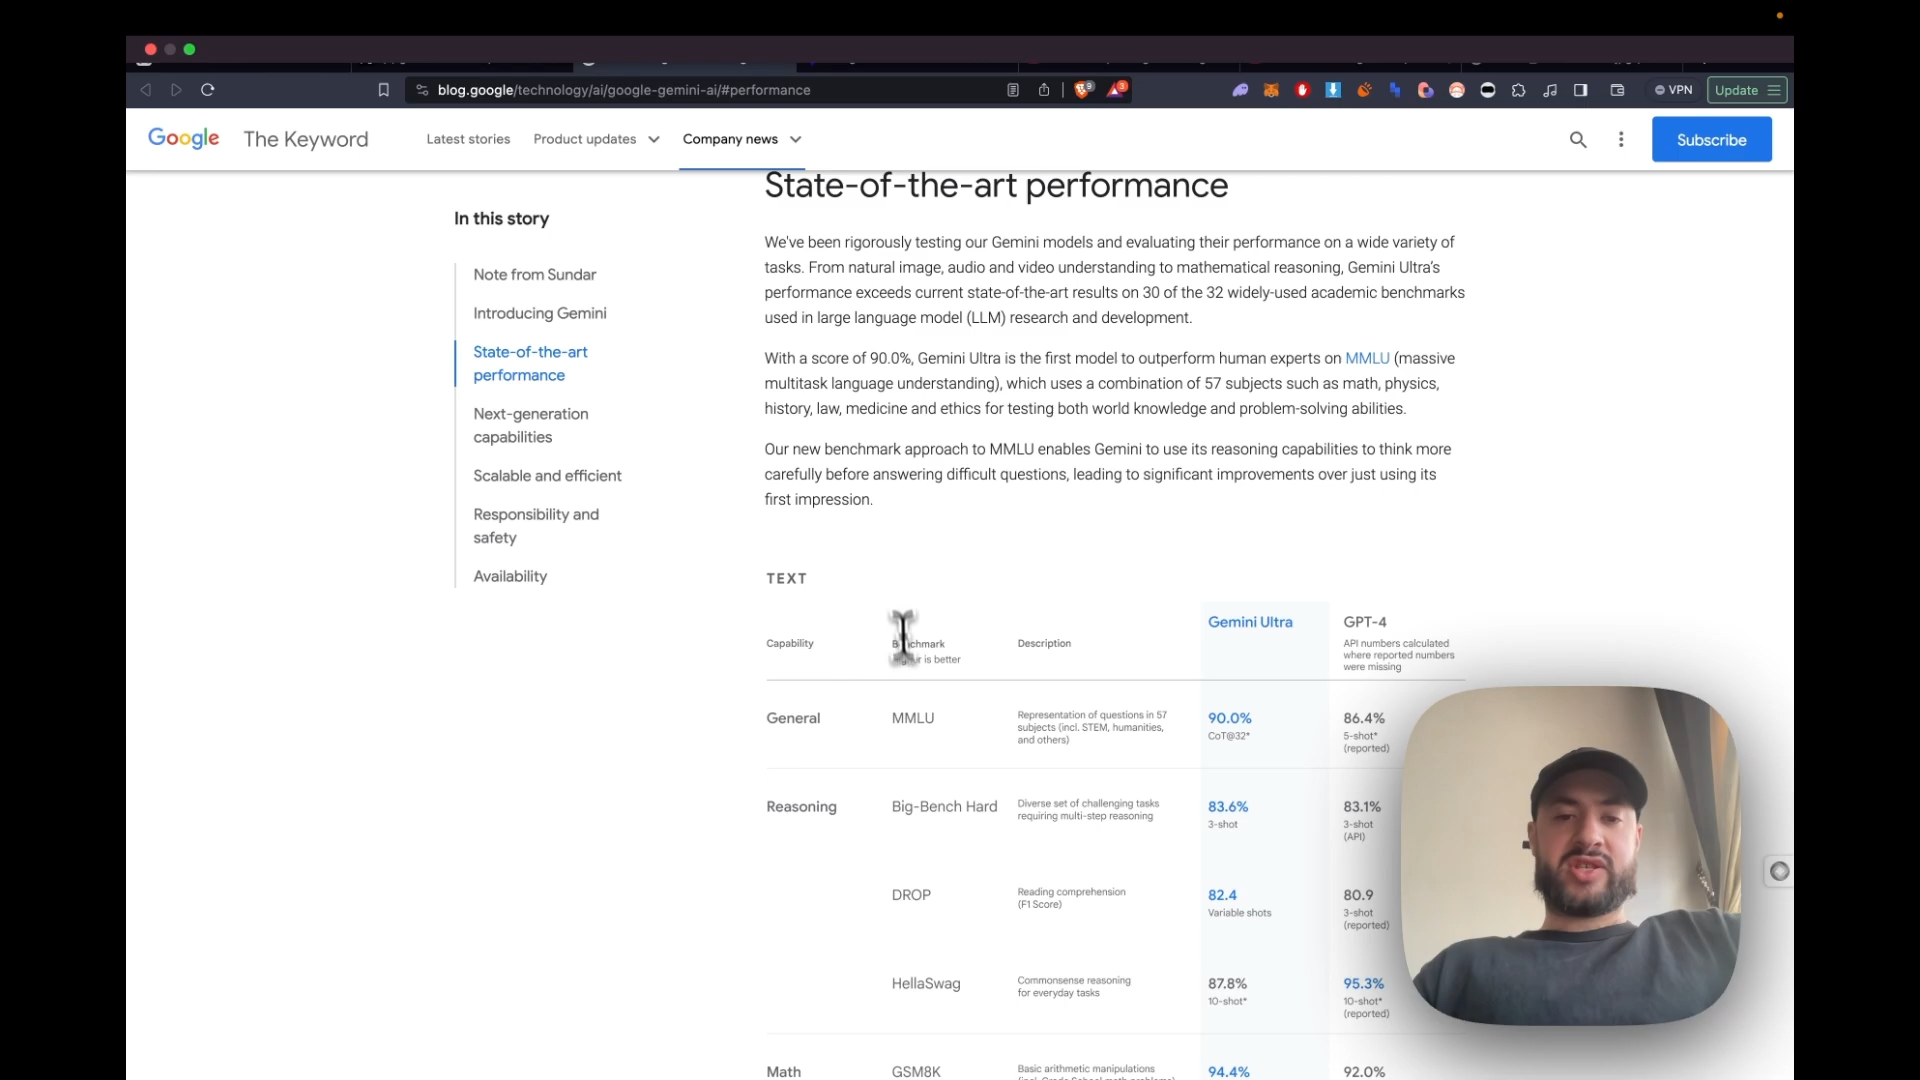 blog.google/technology/ai/google-gemini-ai/#performance
VPN
Update
Google The Keyword
Latest stories
Product updates
Company news
Subscribe
In this story
Note from Sundar
Introducing Gemini
State-of-the-art
performance
Next-generation
capabilities
Scalable and efficient
Responsibility and
safety
Availability
State-of-the-art performance
We've been rigorously testing our Gemini models and evaluating their performance on a wide variety of
tasks. From natural image, audio and video understanding to mathematical reasoning, Gemini Ultra's
performance exceeds current state-of-the-art results on 30 of the 32 widely-used academic benchmarks
used in large language model (LLM) research and development.
With a score of 90.0%, Gemini Ultra is the first model to outperform human experts on MMLU (massive
multitask language understanding), which uses a combination of 57 subjects such as math, physics,
history, law, medicine and ethics for testing both world knowledge and problem-solving abilities.
Our new benchmark approach to MMLU enables Gemini to use its reasoning capabilities to think more
carefully before answering difficult questions, leading to significant improvements over just using its
first impression.
TEXT
Capability
Benchmark
Higher is better
Description
Gemini Ultra
GPT-4
API numbers calculated
where reported numbers
were missing
General
MMLU
Representation of questions in 57
subjects (incl. STEM, humanities,
and others)
90.0%
CoT@32*
86.4%
5-shot*
(reported)
Reasoning
Big-Bench Hard
Diverse set of challenging tasks
requiring multi-step reasoning
83.6%
3-shot
83.1%
3-shot
(API)
DROP
Reading comprehension
(F1 Score)
82.4
Variable shots
80.9
3-shot
(reported)
HellaSwag
Commonsense reasoning
for everyday tasks
87.8%
10-shot*
95.3%
10-shot*
(reported)
Math
GSM8K
Basic arithmetic manipulations
94.4%
92.0%